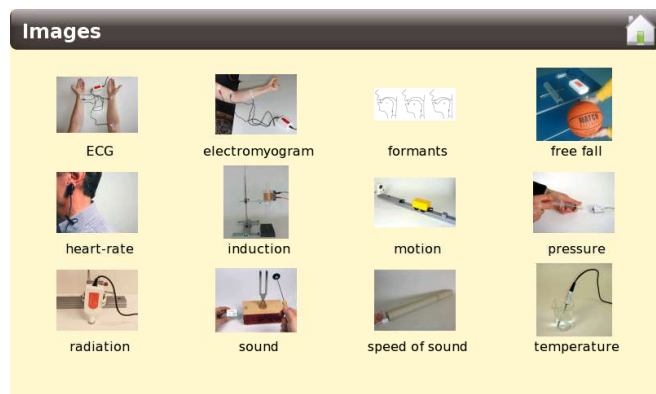 Images
ECG electromyogram formants free fall
heart-rate induction motion pressure
radiation sound speed of sound temperature